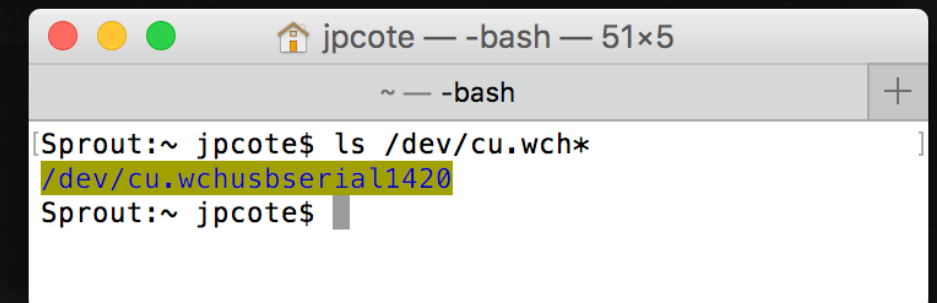 jpcote — -bash — 51×5
~ — -bash
[Sprout:~ jpcote$ ls /dev/cu.wch* ]
/dev/cu.wchusbserial1420
Sprout:~ jpcote$